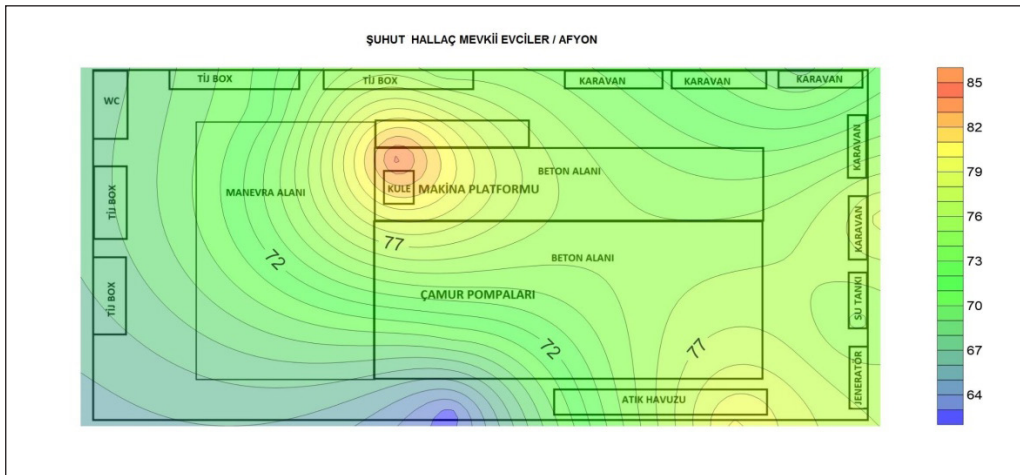 ŞUHUT HALLAÇ MEVKİİ EVCİLER / AFYON
TİJ BOX
TİJ BOX
KARAVAN
KARAVAN
KARAVAN
WC
KARAVAN
BETON ALANI
MANEVRA ALANI
KULE
MAKİNA PLATFORMU
TİJ BOX
KARAVAN
77
BETON ALANI
72
SU TANKI
TİJ BOX
ÇAMUR POMPALARI
72
77
JENERATÖR
ATIK HAVUZU
85
82
79
76
73
70
67
64